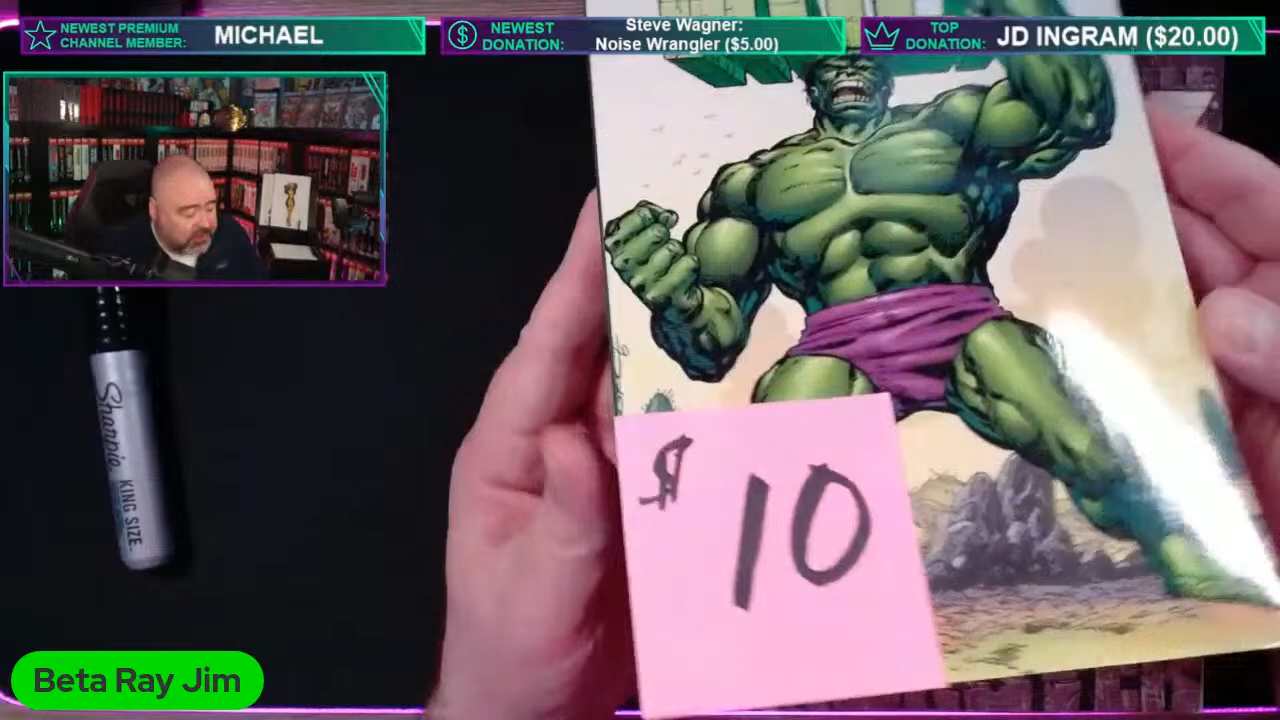 NEWEST PREMIUM
CHANNEL MEMBER:
MICHAEL
$
NEWEST
DONATION:
Steve Wagner:
Noise Wrangler ($5.00)
TOP
DONATION:
JD INGRAM ($20.00)
Sharpie.
KING SIZE.
$10
Beta Ray Jim